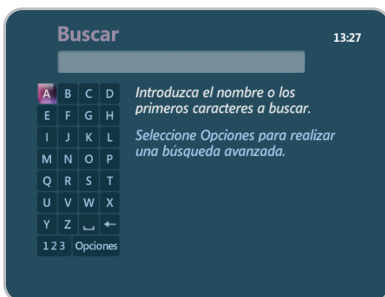 Buscar
13:27
A B C D
Introduzca el nombre o los
primeros caracteres a buscar.
E F G H
I J K L
Seleccione Opciones para realizar
una búsqueda avanzada.
M N O P
Q R S T
U V W X
Y Z ←
1 2 3 Opciones